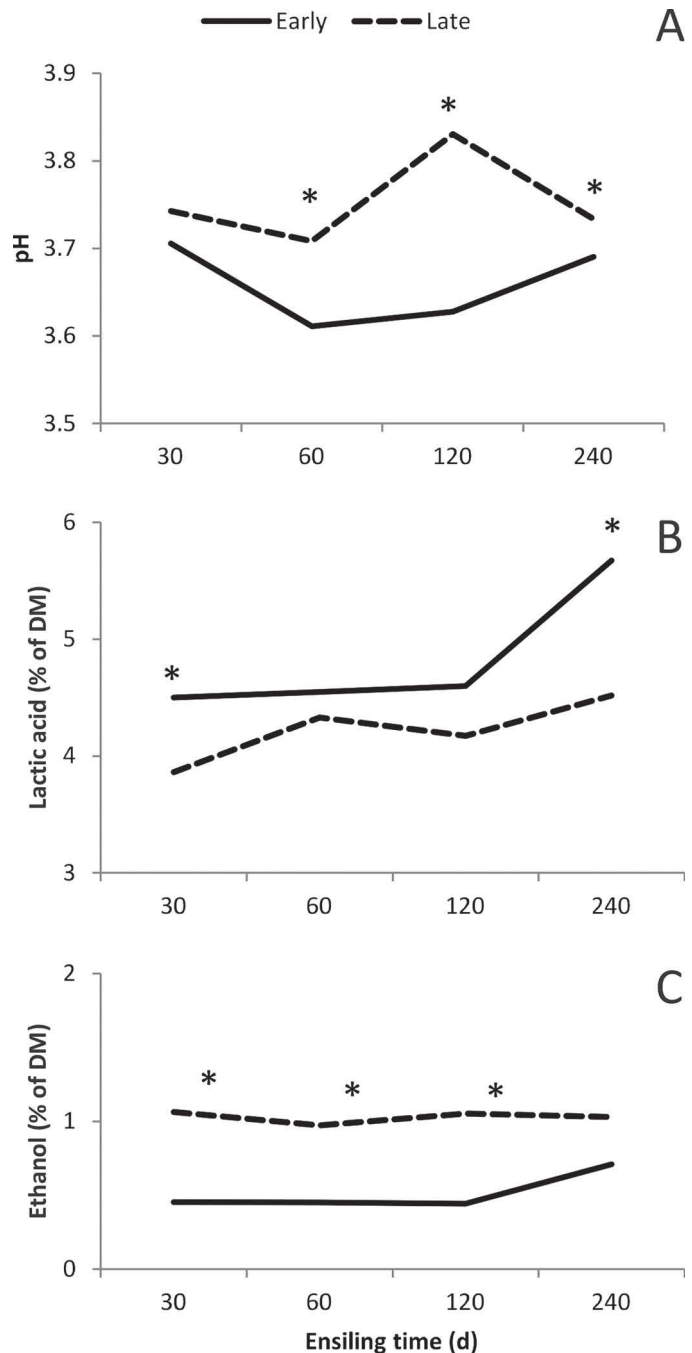 Early Late A
3.9
*
3.8
* *
3.7
pH
3.6
3.5
30 60 120 240
6
* B
5
*
Lactic acid (% of DM)
4
3
30 60 120 240
2
C
* * *
1
Ethanol (% of DM)
0
30 60 120 240
Ensiling time (d)